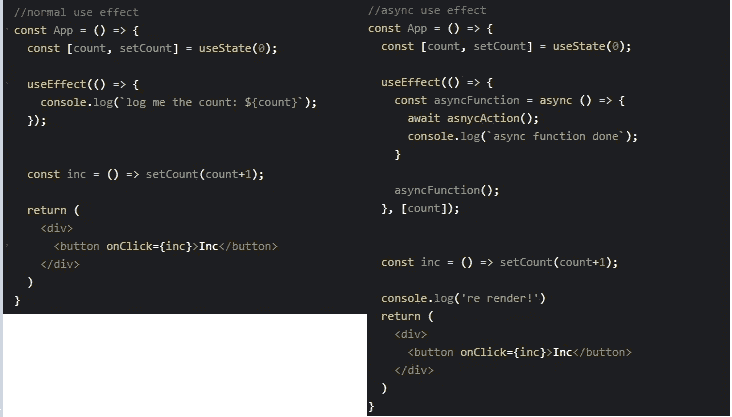 //normal use effect
const App = () => {
const [count, setCount] = useState(0);
useEffect(() => {
console.log(`log me the count: ${count}`);
});
const inc = () => setCount(count+1);
return (
<div>
<button onClick={inc}>Inc</button>
</div>
)
}
//async use effect
const App = () => {
const [count, setCount] = useState(0);
useEffect(() => {
const asyncFunction = async () => {
await asnycAction();
console.log(`async function done`);
}
asyncFunction();
}, [count]);
const inc = () => setCount(count+1);
console.log('re render!')
return (
<div>
<button onClick={inc}>Inc</button>
</div>
)
}